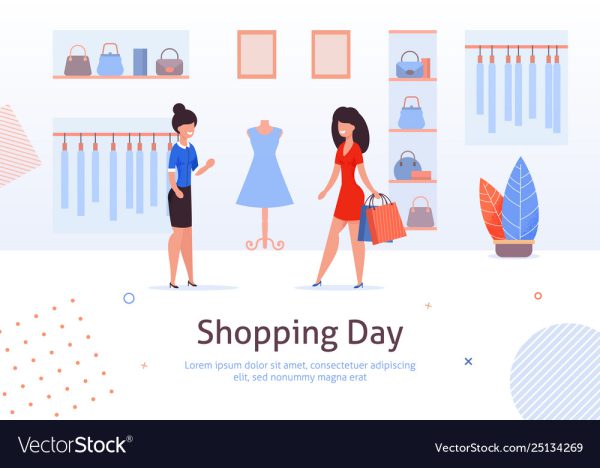 Shopping Day
Lorem ipsum dolor sit amet, consectetuer adipiscing
elit, sed nonummy magna erat
VectorStock®
VectorStock.com/25134269